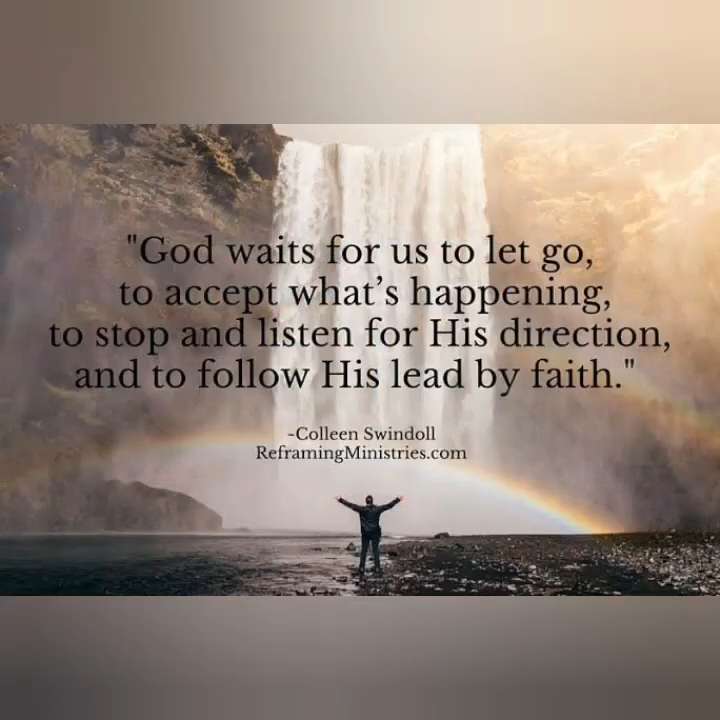 "God waits for us to let go,
to accept what’s happening,
to stop and listen for His direction,
and to follow His lead by faith."
~Colleen Swindoll
ReframingMinistries.com